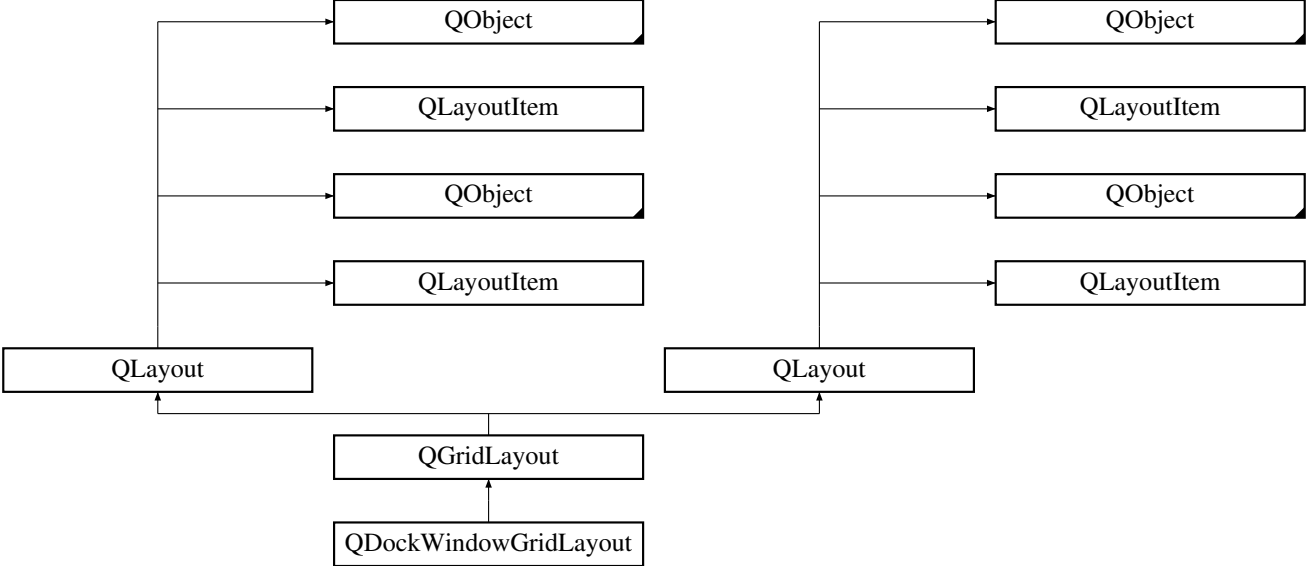 QObject QObject
QLayoutItem QLayoutItem
QObject QObject
QLayoutItem QLayoutItem
QLayout QLayout
QGridLayout
QDockWindowGridLayout